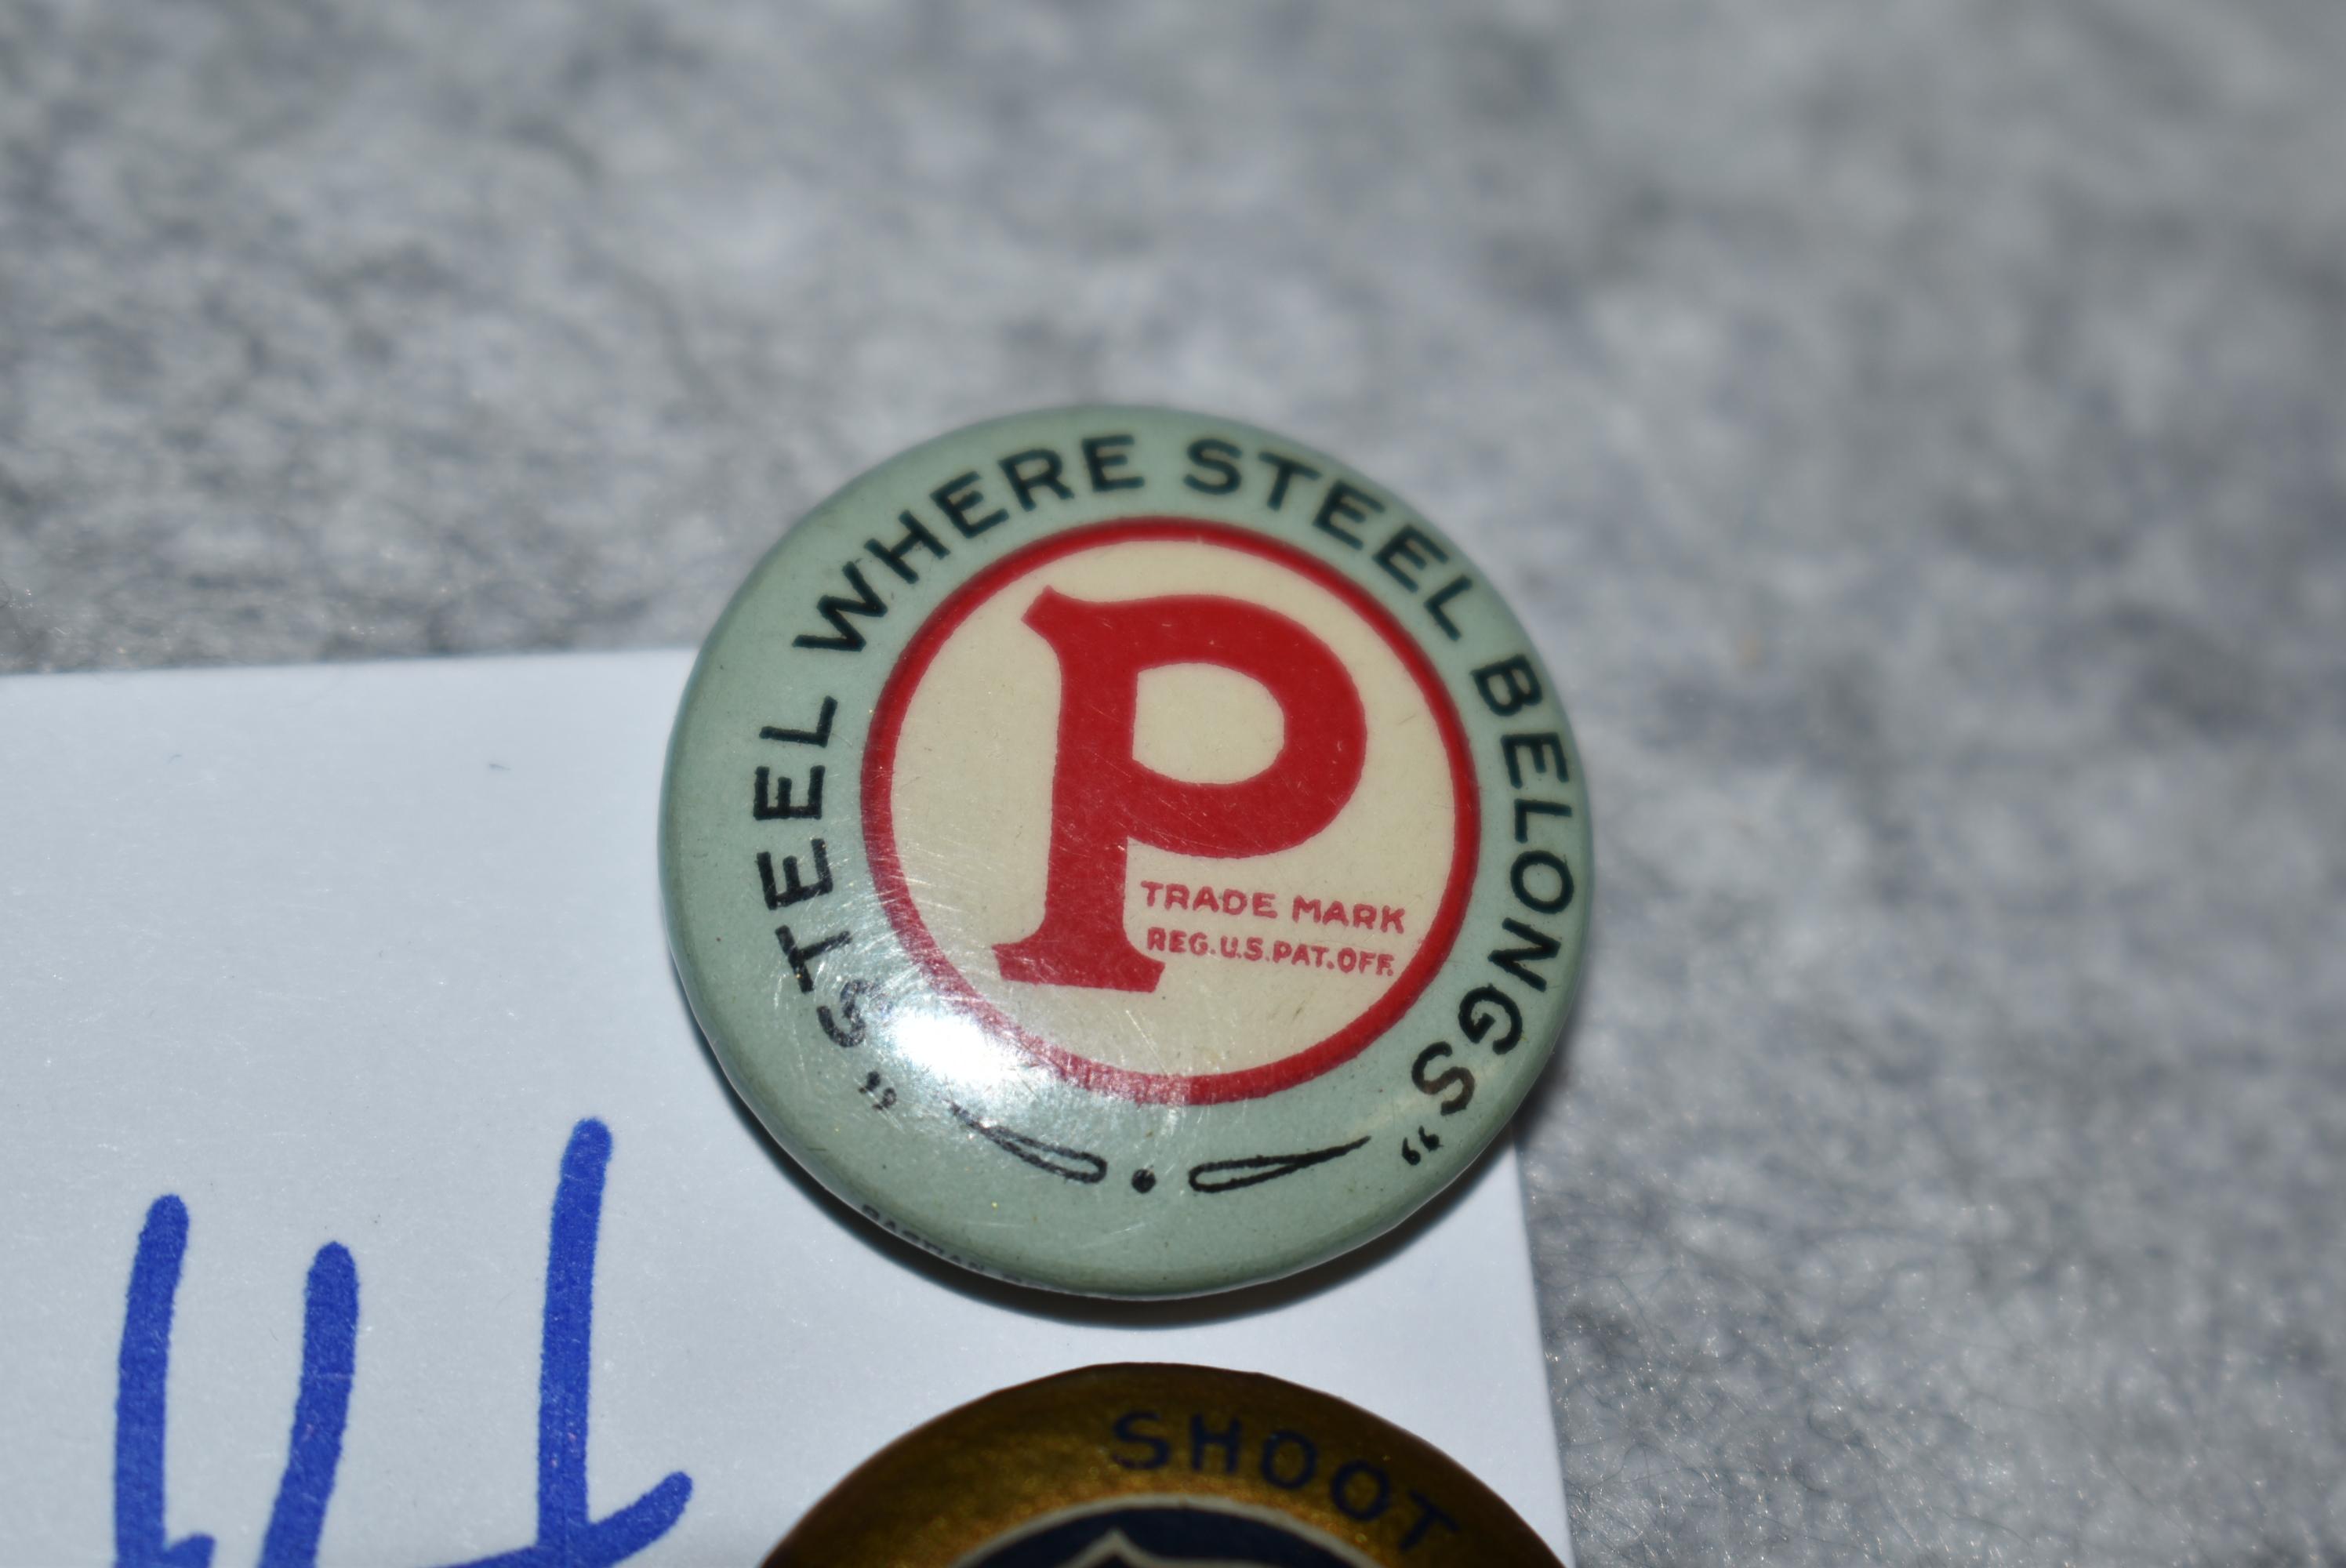 "STEEL WHERE STEEL BELONGS"
P
TRADE MARK
REG. U.S. PAT. OFF.
SHOOT